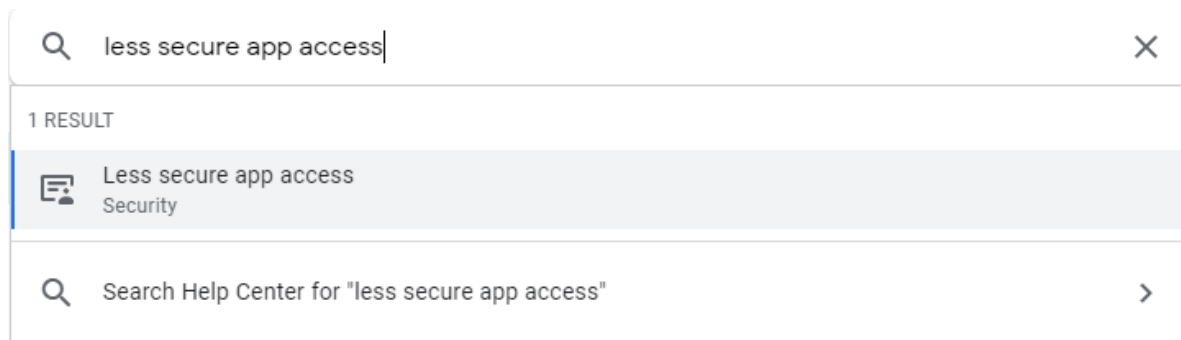 less secure app access
1 RESULT
Less secure app access
Security
Search Help Center for "less secure app access"